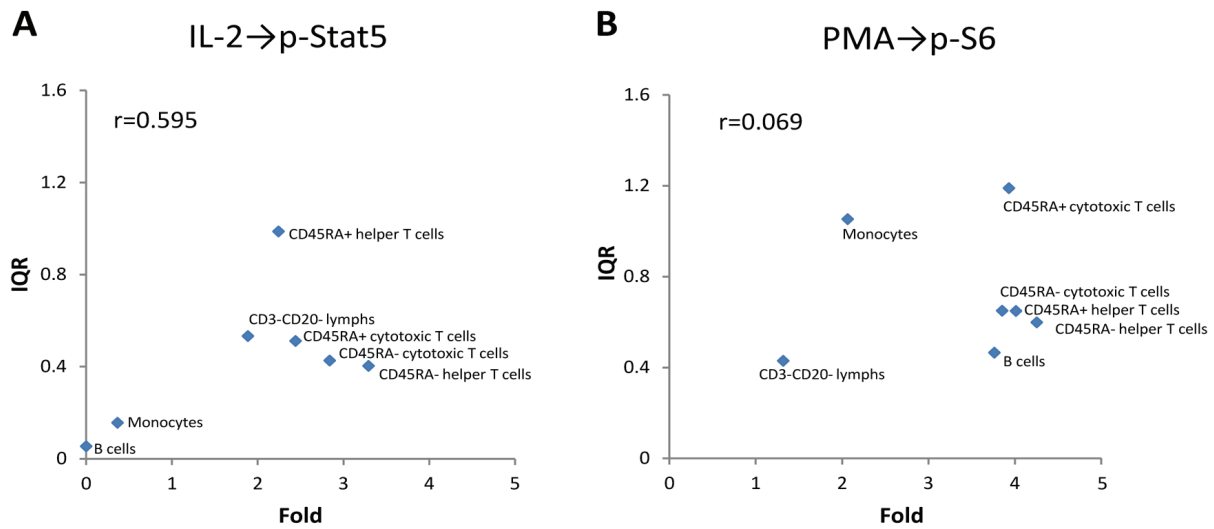 A
IL-2→p-Stat5
1.6
1.2
0.8
0.4
0
IQR
r=0.595
CD45RA+ helper T cells
CD3-CD20- lymphs
CD45RA+ cytotoxic T cells
CD45RA- cytotoxic T cells
CD45RA- helper T cells
Monocytes
B cells
0 1 2 3 4 5
Fold
B
PMA→p-S6
1.6
1.2
0.8
0.4
0
IQR
r=0.069
CD45RA+ cytotoxic T cells
Monocytes
CD45RA- cytotoxic T cells
CD45RA+ helper T cells
CD45RA- helper T cells
B cells
CD3-CD20- lymphs
0 1 2 3 4 5
Fold